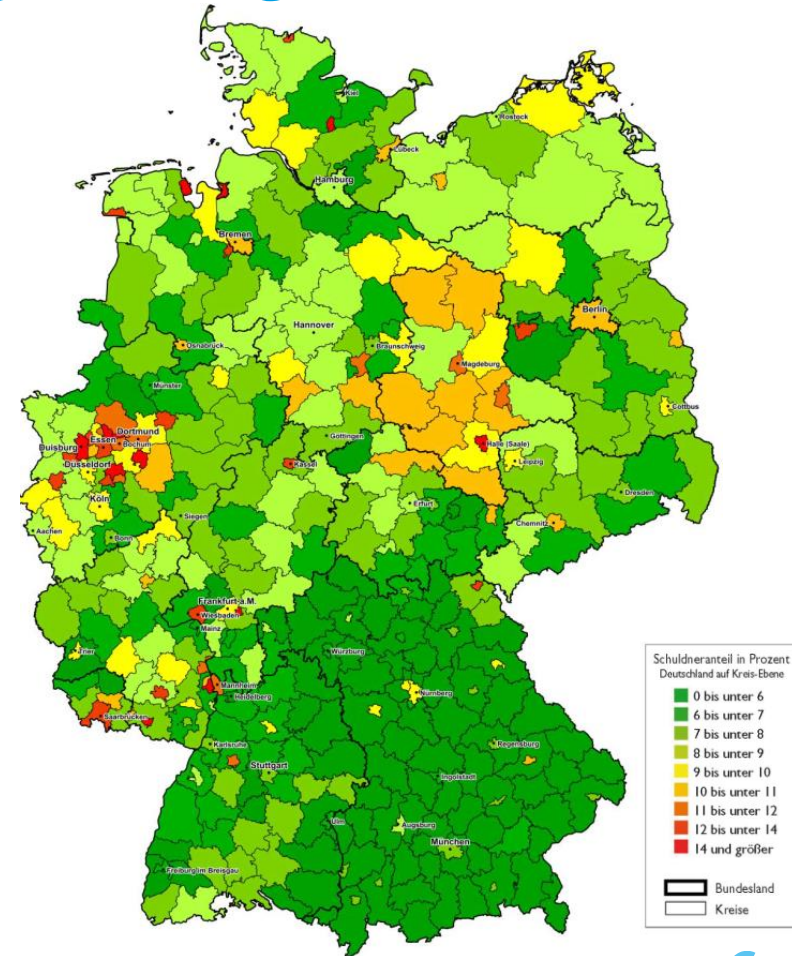 Kiel
Rostock
Lübeck
Hamburg
Bremen
Hannover
Berlin
Osnabrück
Braunschweig
Magdeburg
Münster
Cottbus
Dortmund
Essen
Bochum
Duisburg
Göttingen
Halle (Saale)
Düsseldorf
Kassel
Leipzig
Köln
Dresden
Erfurt
Siegen
Chemnitz
Aachen
Bonn
Frankfurt a.M.
Wiesbaden
Mainz
Trier
Würzburg
Mannheim
Nürnberg
Heidelberg
Saarbrücken
Karlsruhe
Regensburg
Stuttgart
Ingolstadt
Ulm
Augsburg
München
Freiburg im Breisgau
Schuldneranteil in Prozent
Deutschland auf Kreis-Ebene
0 bis unter 6
6 bis unter 7
7 bis unter 8
8 bis unter 9
9 bis unter 10
10 bis unter 11
11 bis unter 12
12 bis unter 14
14 und größer
Bundesland
Kreise